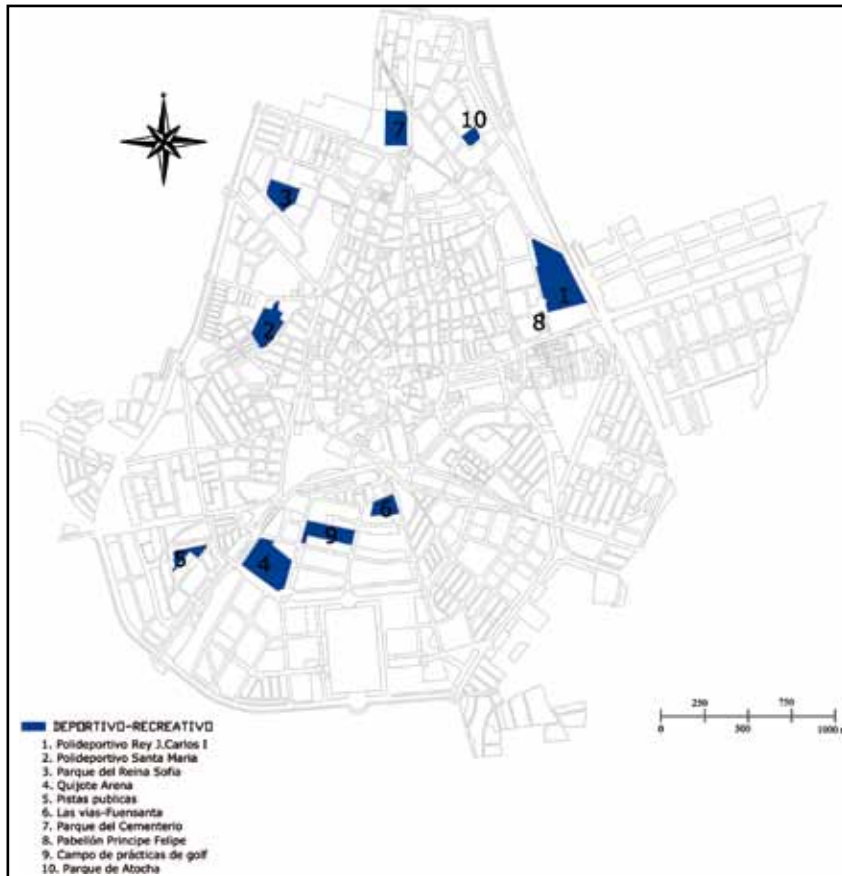 7
10
3
1
8
2
6
9
5
4
250
750
0
500
1000
DEPORTIVO-RECREATIVO
1. Polideportivo Rey J.Carlos I
2. Polideportivo Santa Maria
3. Parque del Reina Sofia
4. Quijote Arena
5. Pistas publicas
6. Las vias-Fuensanta
7. Parque del Cementerio
8. Pabellón Principe Felipe
9. Campo de prácticas de golf
10. Parque de Atocha